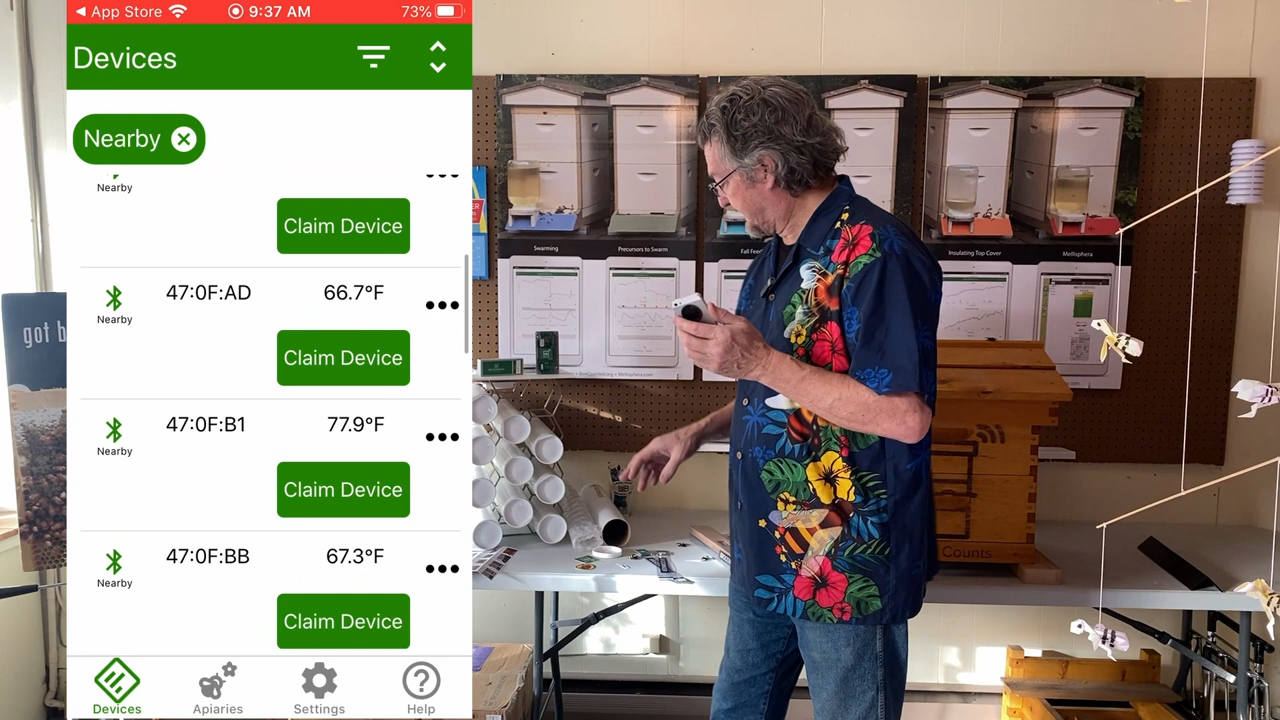 App Store
9:37 AM
73%
Devices
Nearby
Nearby
Claim Device
47:0F:AD
66.7°F
Nearby
Claim Device
47:0F:B1
77.9°F
Nearby
Claim Device
47:0F:BB
67.3°F
Nearby
Claim Device
Devices
Apiaries
Settings
Help
got b
Swarming
Precursors to Swarm
Fall Feed
Insulating Top Cover
Mellisphera
Counts